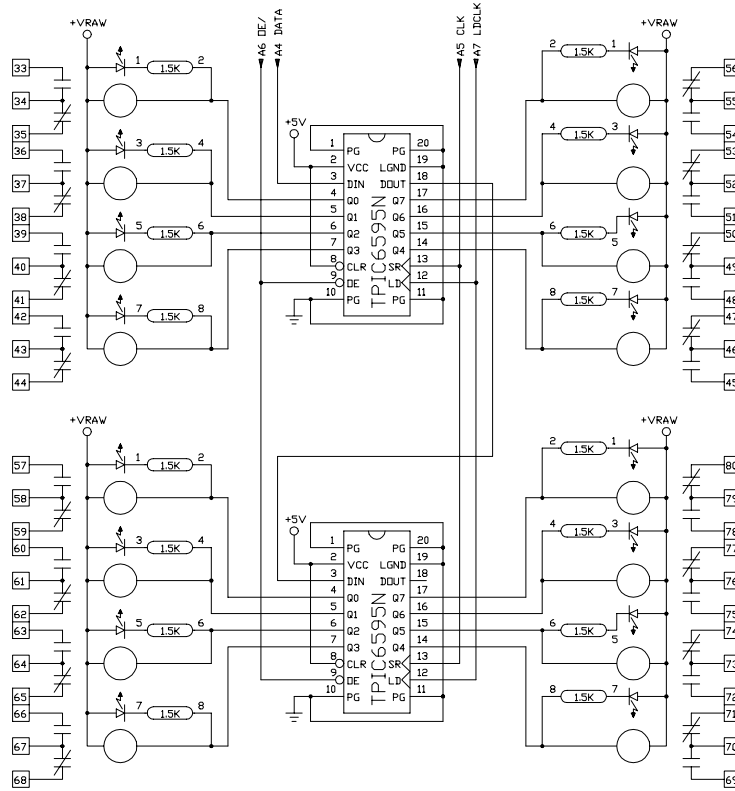 +VRAW
A6 OE/
A4 DATA
A5 CLK
A7 LDCLK
+VRAW
33
34
35
36
37
38
39
40
41
42
43
44
1 1.5K 2
3 1.5K 4
5 1.5K 6
7 1.5K 8
+5V
TPIC6595N
1 PG PG 20
2 VCC LGND 19
3 DIN DOUT 18
4 Q0 Q7 17
5 Q1 Q6 16
6 Q2 Q5 15
7 Q3 Q4 14
8 CLR SR 13
9 OE LD 12
10 PG PG 11
2 1.5K 1
4 1.5K 3
6 1.5K 5
8 1.5K 7
56
55
54
53
52
51
50
49
48
47
46
45
+VRAW
+VRAW
57
58
59
60
61
62
63
64
65
66
67
68
1 1.5K 2
3 1.5K 4
5 1.5K 6
7 1.5K 8
+5V
TPIC6595N
1 PG PG 20
2 VCC LGND 19
3 DIN DOUT 18
4 Q0 Q7 17
5 Q1 Q6 16
6 Q2 Q5 15
7 Q3 Q4 14
8 CLR SR 13
9 OE LD 12
10 PG PG 11
2 1.5K 1
4 1.5K 3
6 1.5K 5
8 1.5K 7
80
79
78
77
76
75
74
73
72
71
70
69